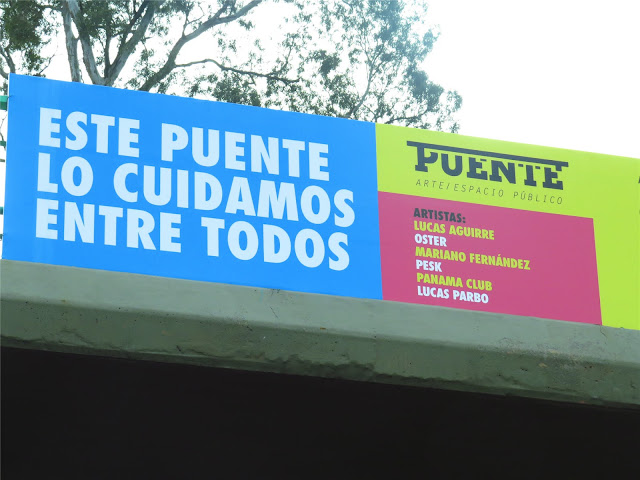 ESTE PUENTE
LO CUIDAMOS
ENTRE TODOS
PUENTE
ARTE/ESPACIO PÚBLICO
ARTISTAS:
LUCAS AGUIRRE
OSTER
MARIANO FERNÁNDEZ
PESK
PANAMA CLUB
LUCAS PARBO